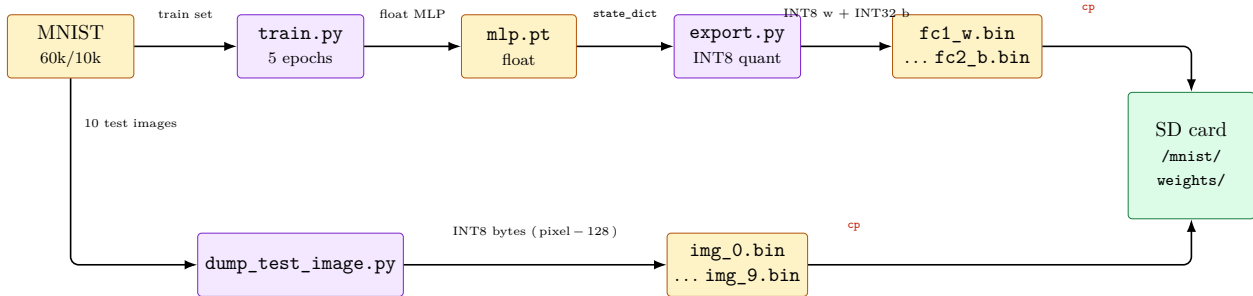 MNIST
60k/10k
train set
train.py
5 epochs
float MLP
mlp.pt
float
state_dict
export.py
INT8 quant
INT8 w + INT32 b
fc1_w.bin
... fc2_b.bin
cp
10 test images
SD card
/mnist/
weights/
dump_test_image.py
INT8 bytes (pixel − 128)
img_0.bin
... img_9.bin
cp